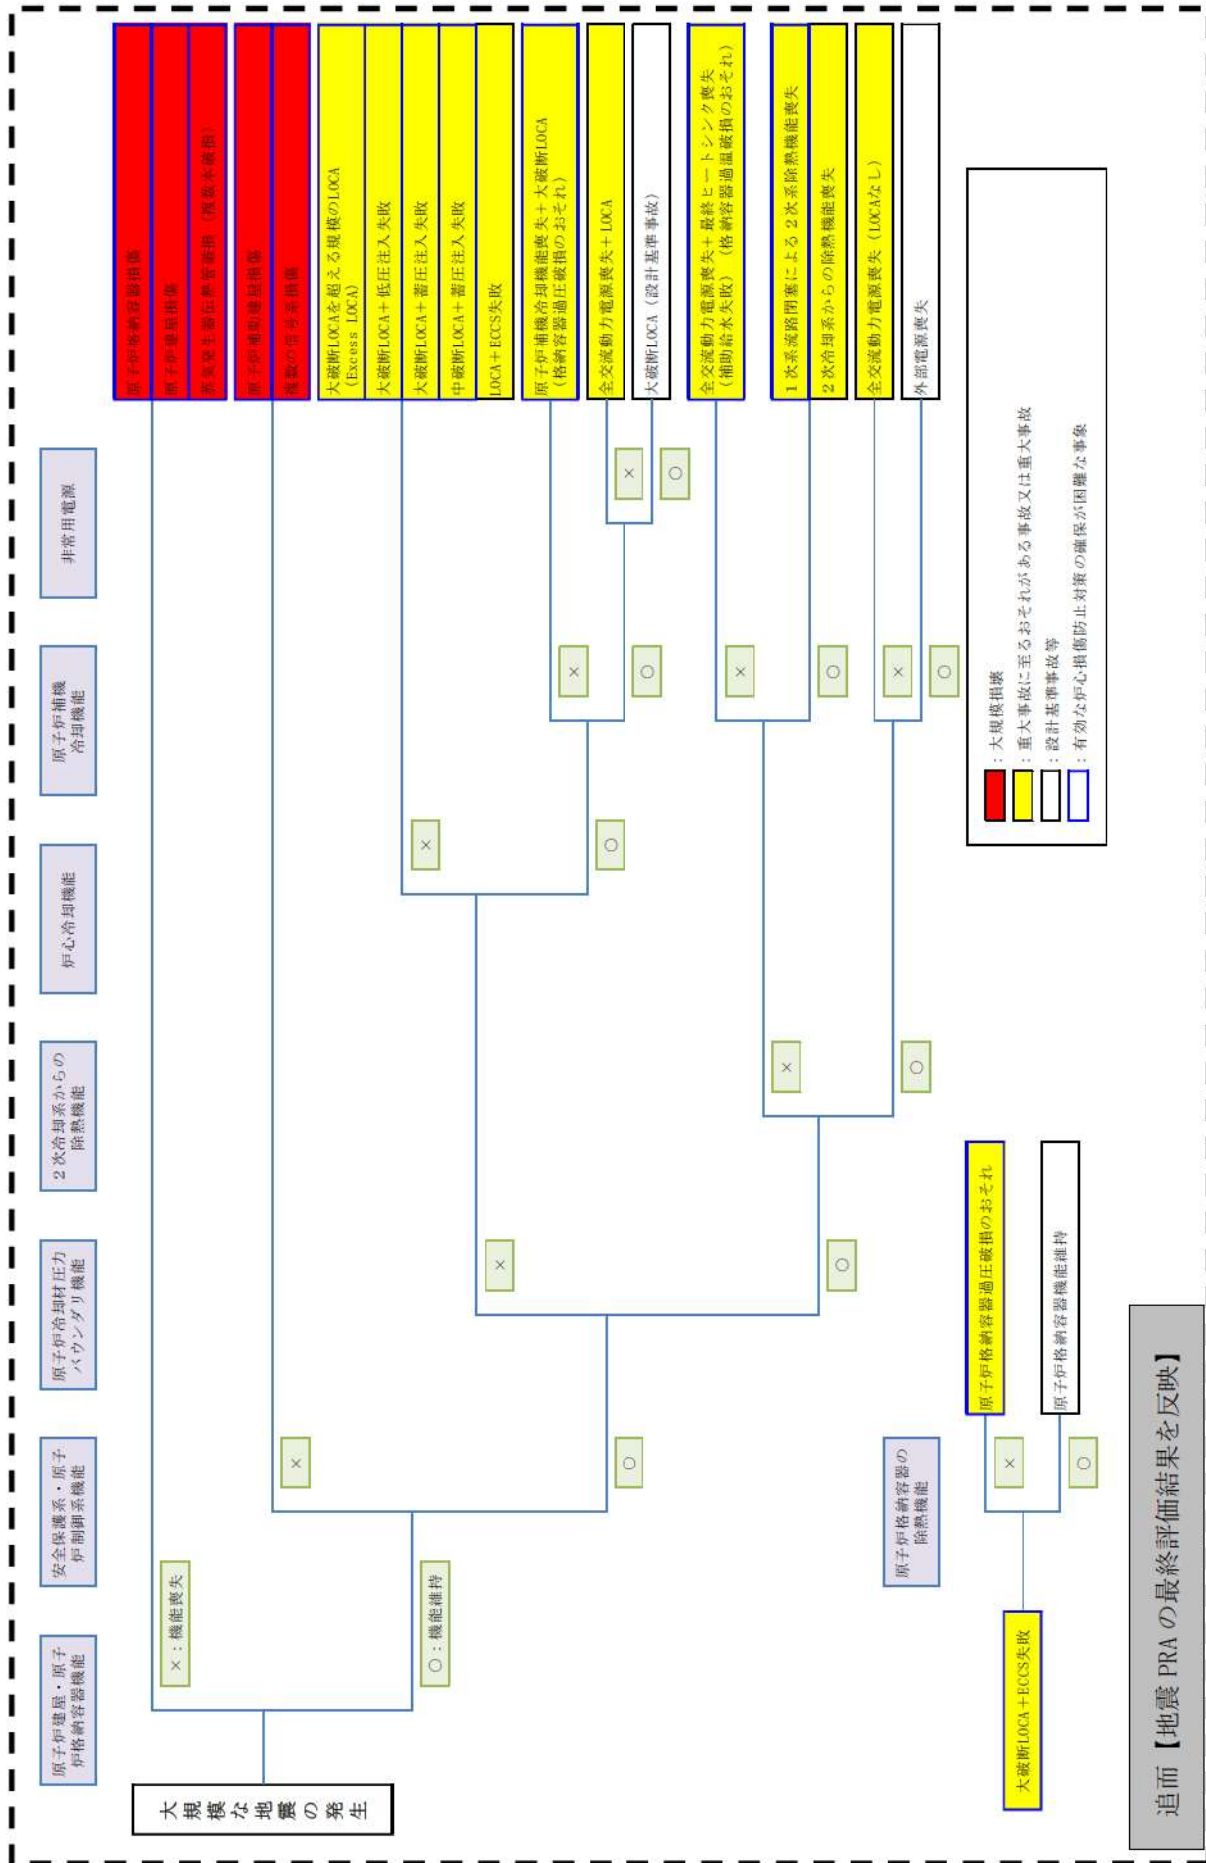 大規模な地震の発生
原子炉建屋・原子
炉格納容器機能
安全保護系・原子
炉制御系機能
原子炉冷却材圧力
バウンダリ機能
2次冷却系からの
除熱機能
炉心冷却機能
原子炉補機
冷却機能
非常用電源
×：機能喪失
○：機能維持
×
○
×
○
×
○
×
○
×
○
×
○
×
○
×
○
×
○
原子炉格納容器損傷
原子炉建屋損傷
蒸気発生器伝熱管破損（複数本破損）
原子炉補助建屋損傷
複数の信号系損傷
大破断LOCAを超える規模のLOCA
(Excess LOCA)
大破断LOCA＋低圧注入失敗
大破断LOCA＋蓄圧注入失敗
中破断LOCA＋蓄圧注入失敗
LOCA＋ECCS失敗
原子炉補機冷却機能喪失＋大破断LOCA
（格納容器過圧破損のおそれ）
全交流動力電源喪失＋LOCA
大破断LOCA（設計基準事故）
全交流動力電源喪失＋最終ヒートシンク喪失
（補助給水失敗）（格納容器過温破損のおそれ）
1次系流路閉塞による2次系除熱機能喪失
2次冷却系からの除熱機能喪失
全交流動力電源喪失（LOCAなし）
外部電源喪失
大破断LOCA＋ECCS失敗
原子炉格納容器の
除熱機能
原子炉格納容器過圧破損のおそれ
原子炉格納容器機能維持
：大規模損壊
：重大事故に至るおそれがある事故又は重大事故
：設計基準事故等
：有効な炉心損傷防止対策の確保が困難な事象
追而【地震PRAの最終評価結果を反映】